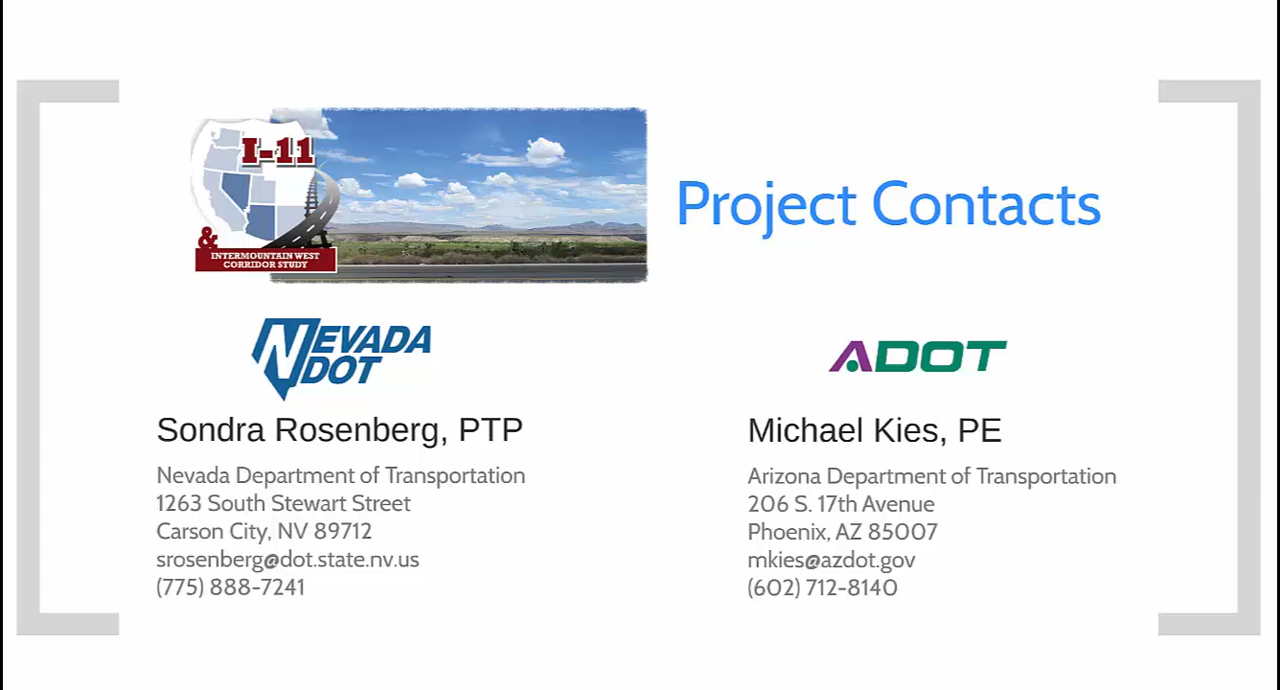 I-11
&
INTERMOUNTAIN WEST
CORRIDOR STUDY
Project Contacts
NEVADA
DOT
Sondra Rosenberg, PTP
Nevada Department of Transportation
1263 South Stewart Street
Carson City, NV 89712
srosenberg@dot.state.nv.us
(775) 888-7241
ADOT
Michael Kies, PE
Arizona Department of Transportation
206 S. 17th Avenue
Phoenix, AZ 85007
mkies@azdot.gov
(602) 712-8140